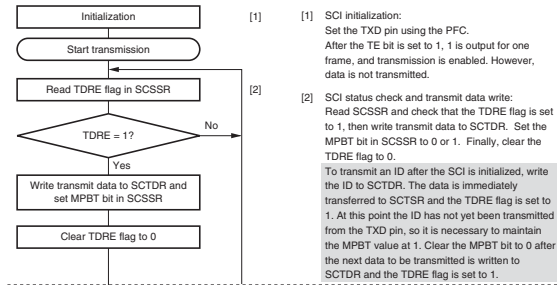 Initialization
[1]
Start transmission
Read TDRE flag in SCSSR
[2]
TDRE = 1?
No
Yes
Write transmit data to SCTDR and
set MPBT bit in SCSSR
Clear TDRE flag to 0
[1] SCI initialization:
Set the TXD pin using the PFC.
After the TE bit is set to 1, 1 is output for one
frame, and transmission is enabled. However,
data is not transmitted.
[2] SCI status check and transmit data write:
Read SCSSR and check that the TDRE flag is set
to 1, then write transmit data to SCTDR. Set the
MPBT bit in SCSSR to 0 or 1. Finally, clear the
TDRE flag to 0.
To transmit an ID after the SCI is initialized, write
the ID to SCTDR. The data is immediately
transferred to SCTSR and the TDRE flag is set to
1. At this point the ID has not yet been transmitted
from the TXD pin, so it is necessary to maintain
the MPBT value at 1. Clear the MPBT bit to 0 after
the next data to be transmitted is written to
SCTDR and the TDRE flag is set to 1.